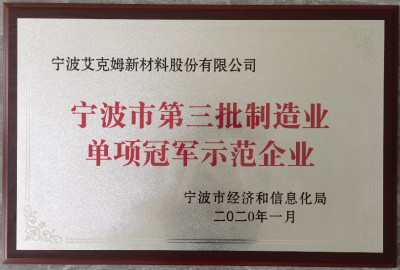 宁波艾克姆新材料股份有限公司
宁波市第三批制造业
单项冠军示范企业
宁波市经济和信息化局
二〇二〇年一月